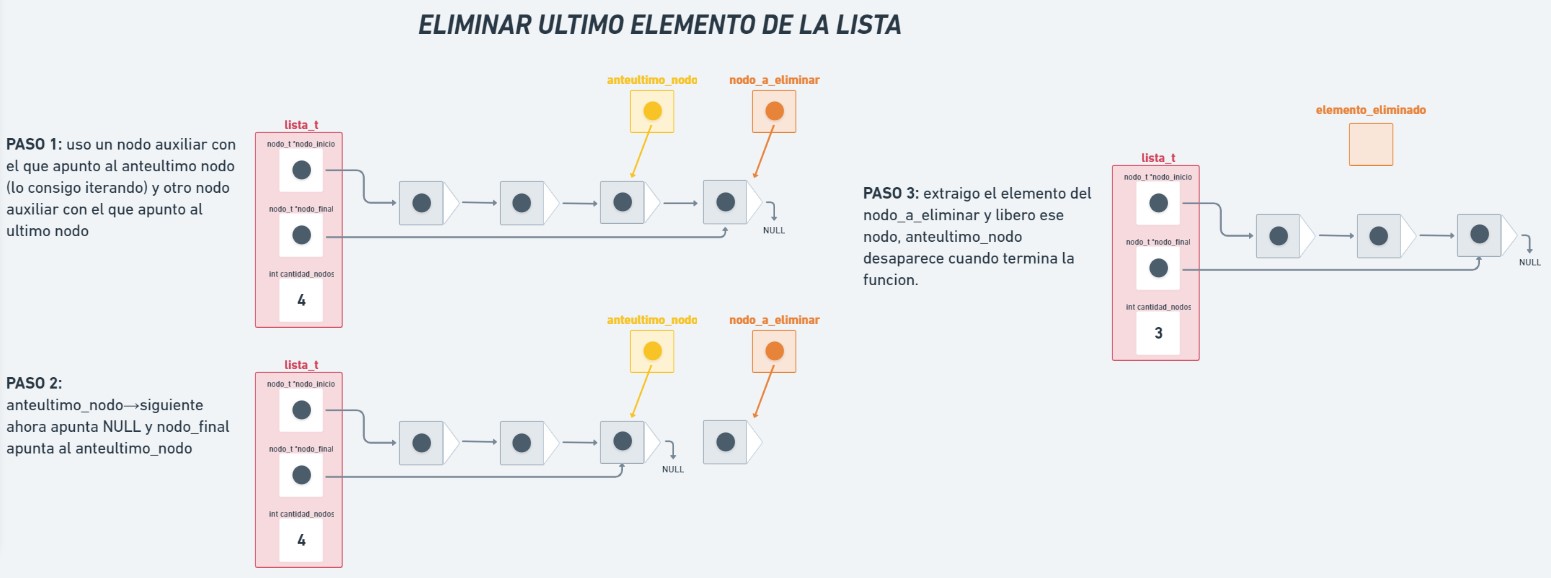 ELIMINAR ULTIMO ELEMENTO DE LA LISTA
PASO 1: uso un nodo auxiliar con
el que apunto al anteultimo nodo
(lo consigo iterando) y otro nodo
auxiliar con el que apunto al
ultimo nodo
lista_t
nodo_t *nodo_inicio
nodo_t *nodo_final
int cantidad_nodos
4
anteultimo_nodo
nodo_a_eliminar
NULL
PASO 2:
anteultimo_nodo→siguiente
ahora apunta NULL y nodo_final
apunta al anteultimo_nodo
lista_t
nodo_t *nodo_inicio
nodo_t *nodo_final
int cantidad_nodos
4
anteultimo_nodo
nodo_a_eliminar
NULL
PASO 3: extraigo el elemento del
nodo_a_eliminar y libero ese
nodo, anteultimo_nodo
desaparece cuando termina la
funcion.
lista_t
nodo_t *nodo_inicio
nodo_t *nodo_final
int cantidad_nodos
3
elemento_eliminado
NULL